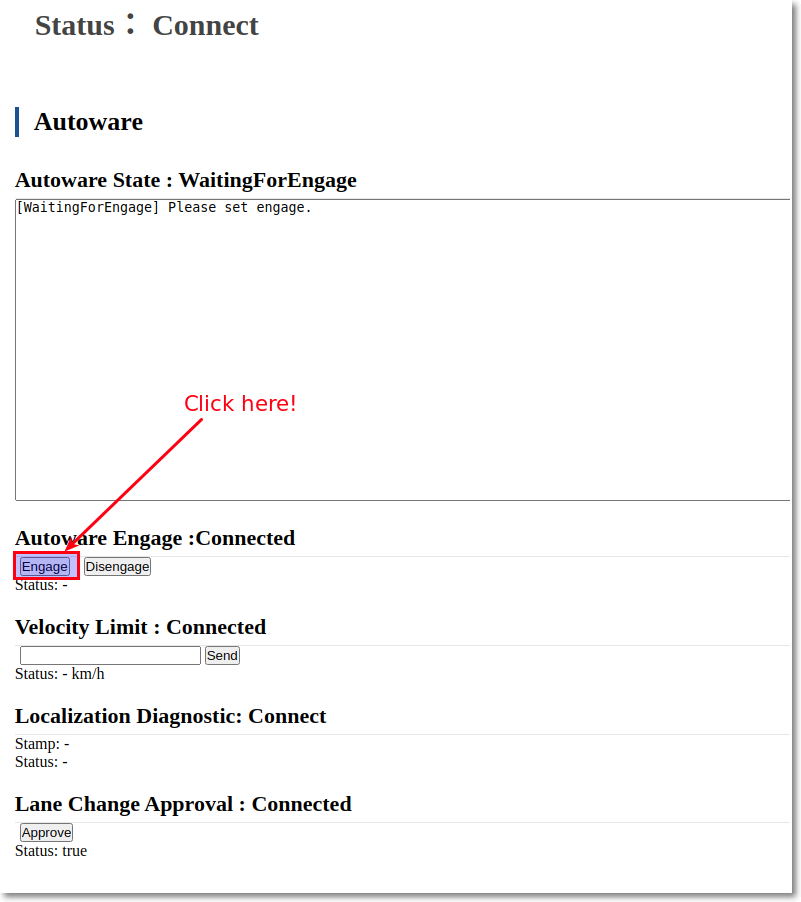 Status： Connect
Autoware
Autoware State : WaitingForEngage
[WaitingForEngage] Please set engage.
Click here!
Autoware Engage :Connected
Engage Disengage
Status: -
Velocity Limit : Connected
Send
Status: - km/h
Localization Diagnostic: Connect
Stamp: -
Status: -
Lane Change Approval : Connected
Approve
Status: true